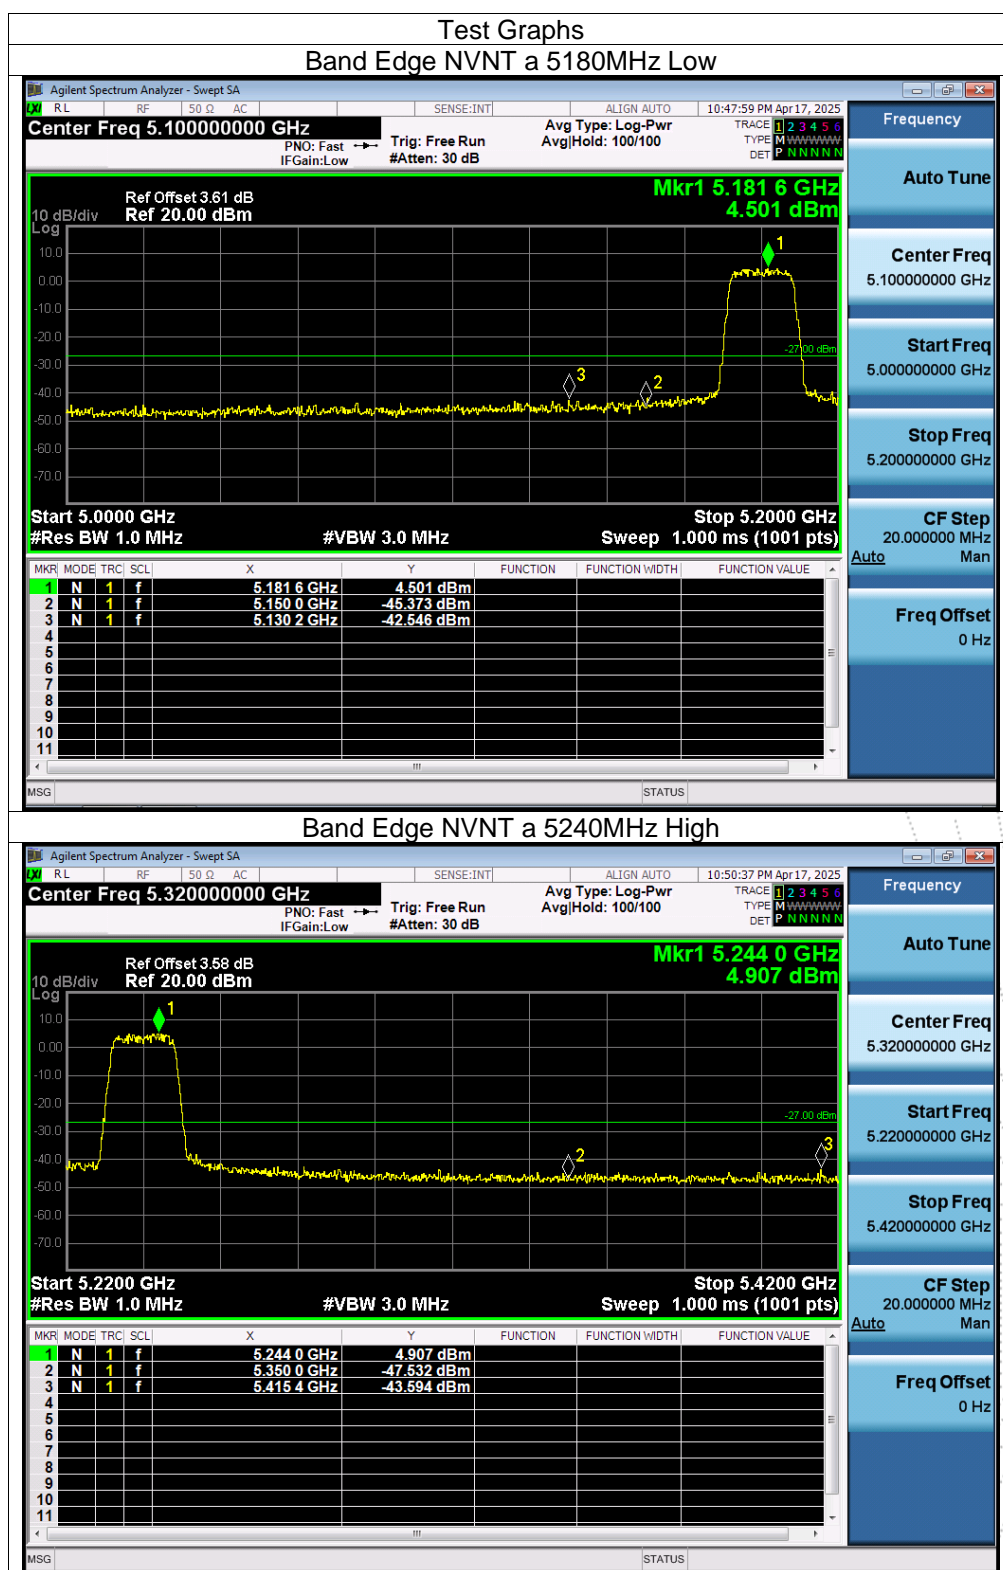 Test Graphs
Band Edge NVNT a 5180MHz Low
Agilent Spectrum Analyzer - Swept SA
LXI RL RF 50 Ω AC SENSE:INT ALIGN AUTO 10:47:59 PM Apr 17, 2025
Center Freq 5.100000000 GHz Avg Type: Log-Pwr TRACE 1 2 3 4 5 6
PNO: Fast Trig: Free Run Avg|Hold: 100/100 TYPE M WWWWW
IFGain:Low #Atten: 30 dB DET P N N N N N
Frequency
Mkr1 5.181 6 GHz
4.501 dBm
Ref Offset 3.61 dB
10 dB/div Ref 20.00 dBm
Log
10.0
0.00
-10.0
-20.0
-30.0
-40.0
-50.0
-60.0
-70.0
1
-27.00 dBm
3
2
Start 5.0000 GHz Stop 5.2000 GHz
#Res BW 1.0 MHz #VBW 3.0 MHz Sweep 1.000 ms (1001 pts)
MKR MODE TRC SCL X Y FUNCTION FUNCTION WIDTH FUNCTION VALUE
1 N 1 f 5.181 6 GHz 4.501 dBm
2 N 1 f 5.150 0 GHz -45.373 dBm
3 N 1 f 5.130 2 GHz -42.546 dBm
4
5
6
7
8
9
10
11
MSG STATUS
Auto Tune
Center Freq
5.100000000 GHz
Start Freq
5.000000000 GHz
Stop Freq
5.200000000 GHz
CF Step
20.000000 MHz
Auto Man
Freq Offset
0 Hz
Band Edge NVNT a 5240MHz High
Agilent Spectrum Analyzer - Swept SA
LXI RL RF 50 Ω AC SENSE:INT ALIGN AUTO 10:50:37 PM Apr 17, 2025
Center Freq 5.320000000 GHz Avg Type: Log-Pwr TRACE 1 2 3 4 5 6
PNO: Fast Trig: Free Run Avg|Hold: 100/100 TYPE M WWWWW
IFGain:Low #Atten: 30 dB DET P N N N N N
Frequency
Mkr1 5.244 0 GHz
4.907 dBm
Ref Offset 3.58 dB
10 dB/div Ref 20.00 dBm
Log
10.0
0.00
-10.0
-20.0
-30.0
-40.0
-50.0
-60.0
-70.0
1
-27.00 dBm
2
3
Start 5.2200 GHz Stop 5.4200 GHz
#Res BW 1.0 MHz #VBW 3.0 MHz Sweep 1.000 ms (1001 pts)
MKR MODE TRC SCL X Y FUNCTION FUNCTION WIDTH FUNCTION VALUE
1 N 1 f 5.244 0 GHz 4.907 dBm
2 N 1 f 5.350 0 GHz -47.532 dBm
3 N 1 f 5.415 4 GHz -43.594 dBm
4
5
6
7
8
9
10
11
MSG STATUS
Auto Tune
Center Freq
5.320000000 GHz
Start Freq
5.220000000 GHz
Stop Freq
5.420000000 GHz
CF Step
20.000000 MHz
Auto Man
Freq Offset
0 Hz